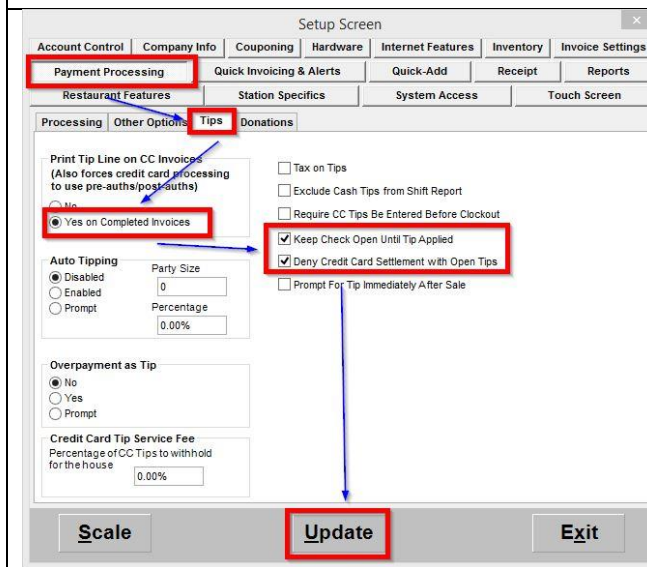 Setup Screen
Account Control Company Info Couponing Hardware Internet Features Inventory Invoice Settings
Payment Processing Quick Invoicing & Alerts Quick-Add Receipt Reports
Restaurant Features Station Specifics System Access Touch Screen
Processing Other Options Tips Donations
Print Tip Line on CC Invoices
(Also forces credit card processing
to use pre-auths/post-auths)
No
Yes on Completed Invoices
Tax on Tips
Exclude Cash Tips from Shift Report
Require CC Tips Be Entered Before Clockout
Keep Check Open Until Tip Applied
Deny Credit Card Settlement with Open Tips
Prompt For Tip Immediately After Sale
Auto Tipping
Disabled
Enabled
Prompt
Party Size
0
Percentage
0.00%
Overpayment as Tip
No
Yes
Prompt
Credit Card Tip Service Fee
Percentage of CC Tips to withhold
for the house
0.00%
Scale Update Exit